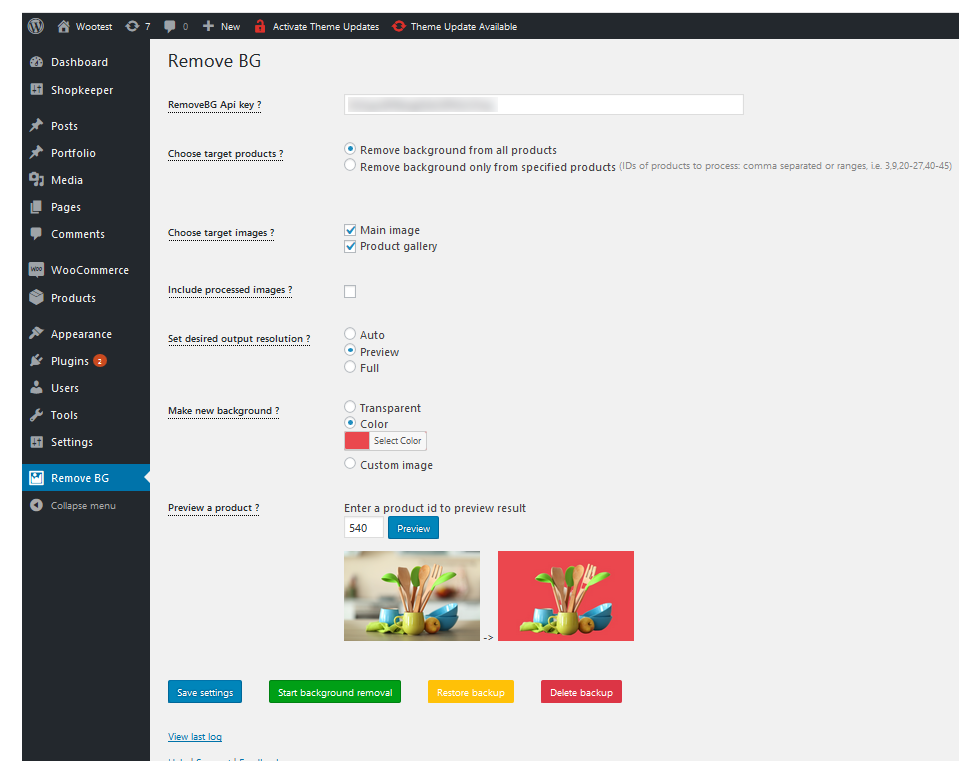 Wootest 7 0 New Activate Theme Updates Theme Update Available
Dashboard
Shopkeeper
Posts
Portfolio
Media
Pages
Comments
WooCommerce
Products
Appearance
Plugins 2
Users
Tools
Settings
Remove BG
Collapse menu
Remove BG
RemoveBG Api key ?
Choose target products ?
Remove background from all products
Remove background only from specified products (IDs of products to process: comma separated or ranges, i.e. 3,9,20-27,40-45)
Choose target images ?
Main image
Product gallery
Include processed images ?
Set desired output resolution ?
Auto
Preview
Full
Make new background ?
Transparent
Color
Select Color
Custom image
Preview a product ?
Enter a product id to preview result
540 Preview
->
Save settings Start background removal Restore backup Delete backup
View last log